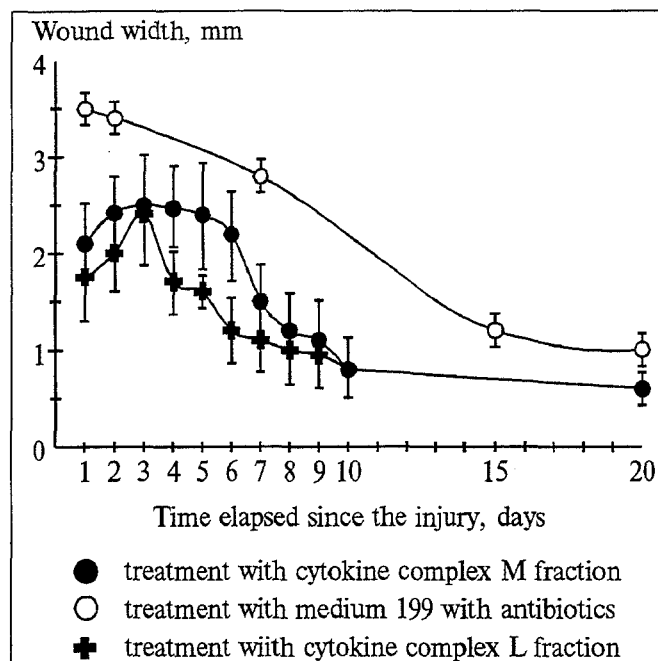 Wound width, mm
4
3
2
1
0
1 2 3 4 5 6 7 8 9 10 15 20
Time elapsed since the injury, days
treatment with cytokine complex M fraction
treatment with medium 199 with antibiotics
treatment wiith cytokine complex L fraction